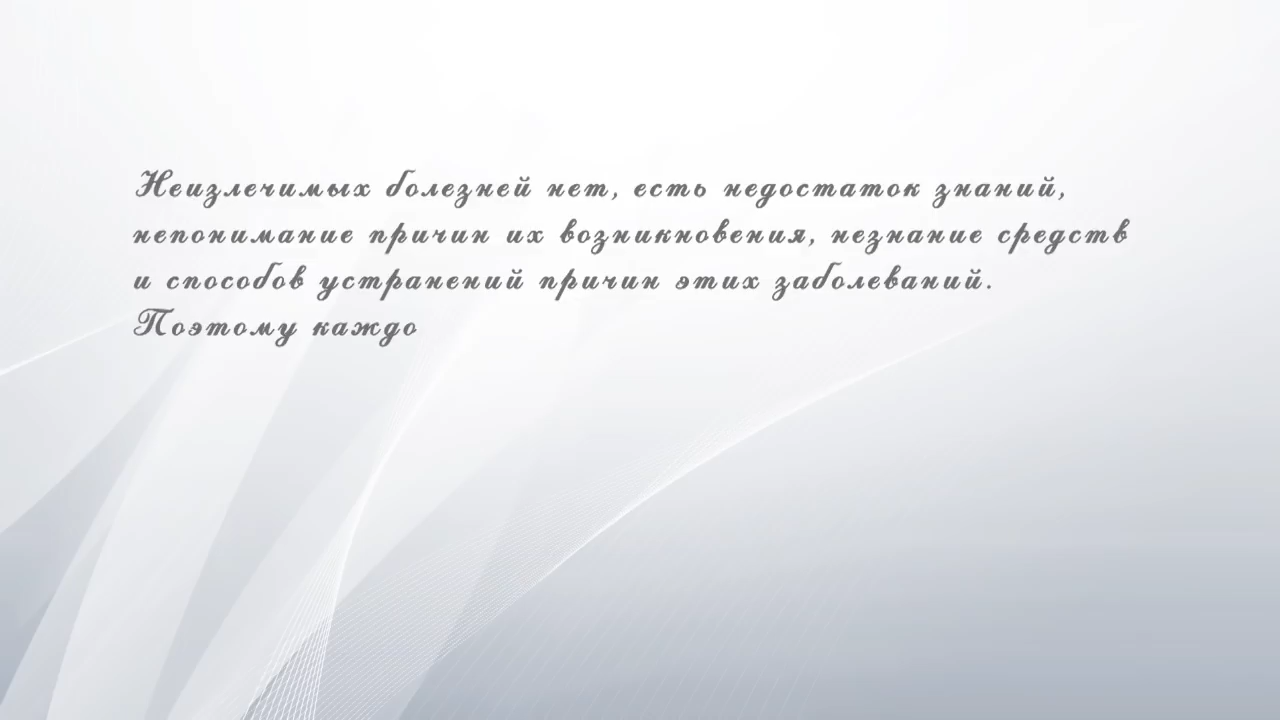 Неизлечимых болезней нет, есть недостаток знаний,
непонимание причин их возникновения, незнание средств
и способов устранений причин этих заболеваний.
Поэтому каждо